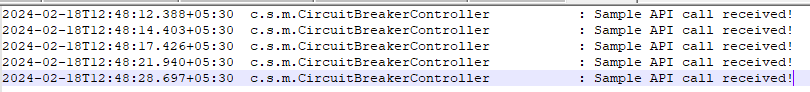 2024-02-18T12:48:12.388+05:30  c.s.m.CircuitBreakerController           : Sample API call received!
2024-02-18T12:48:14.403+05:30  c.s.m.CircuitBreakerController           : Sample API call received!
2024-02-18T12:48:17.426+05:30  c.s.m.CircuitBreakerController           : Sample API call received!
2024-02-18T12:48:21.940+05:30  c.s.m.CircuitBreakerController           : Sample API call received!
2024-02-18T12:48:28.697+05:30  c.s.m.CircuitBreakerController           : Sample API call received!